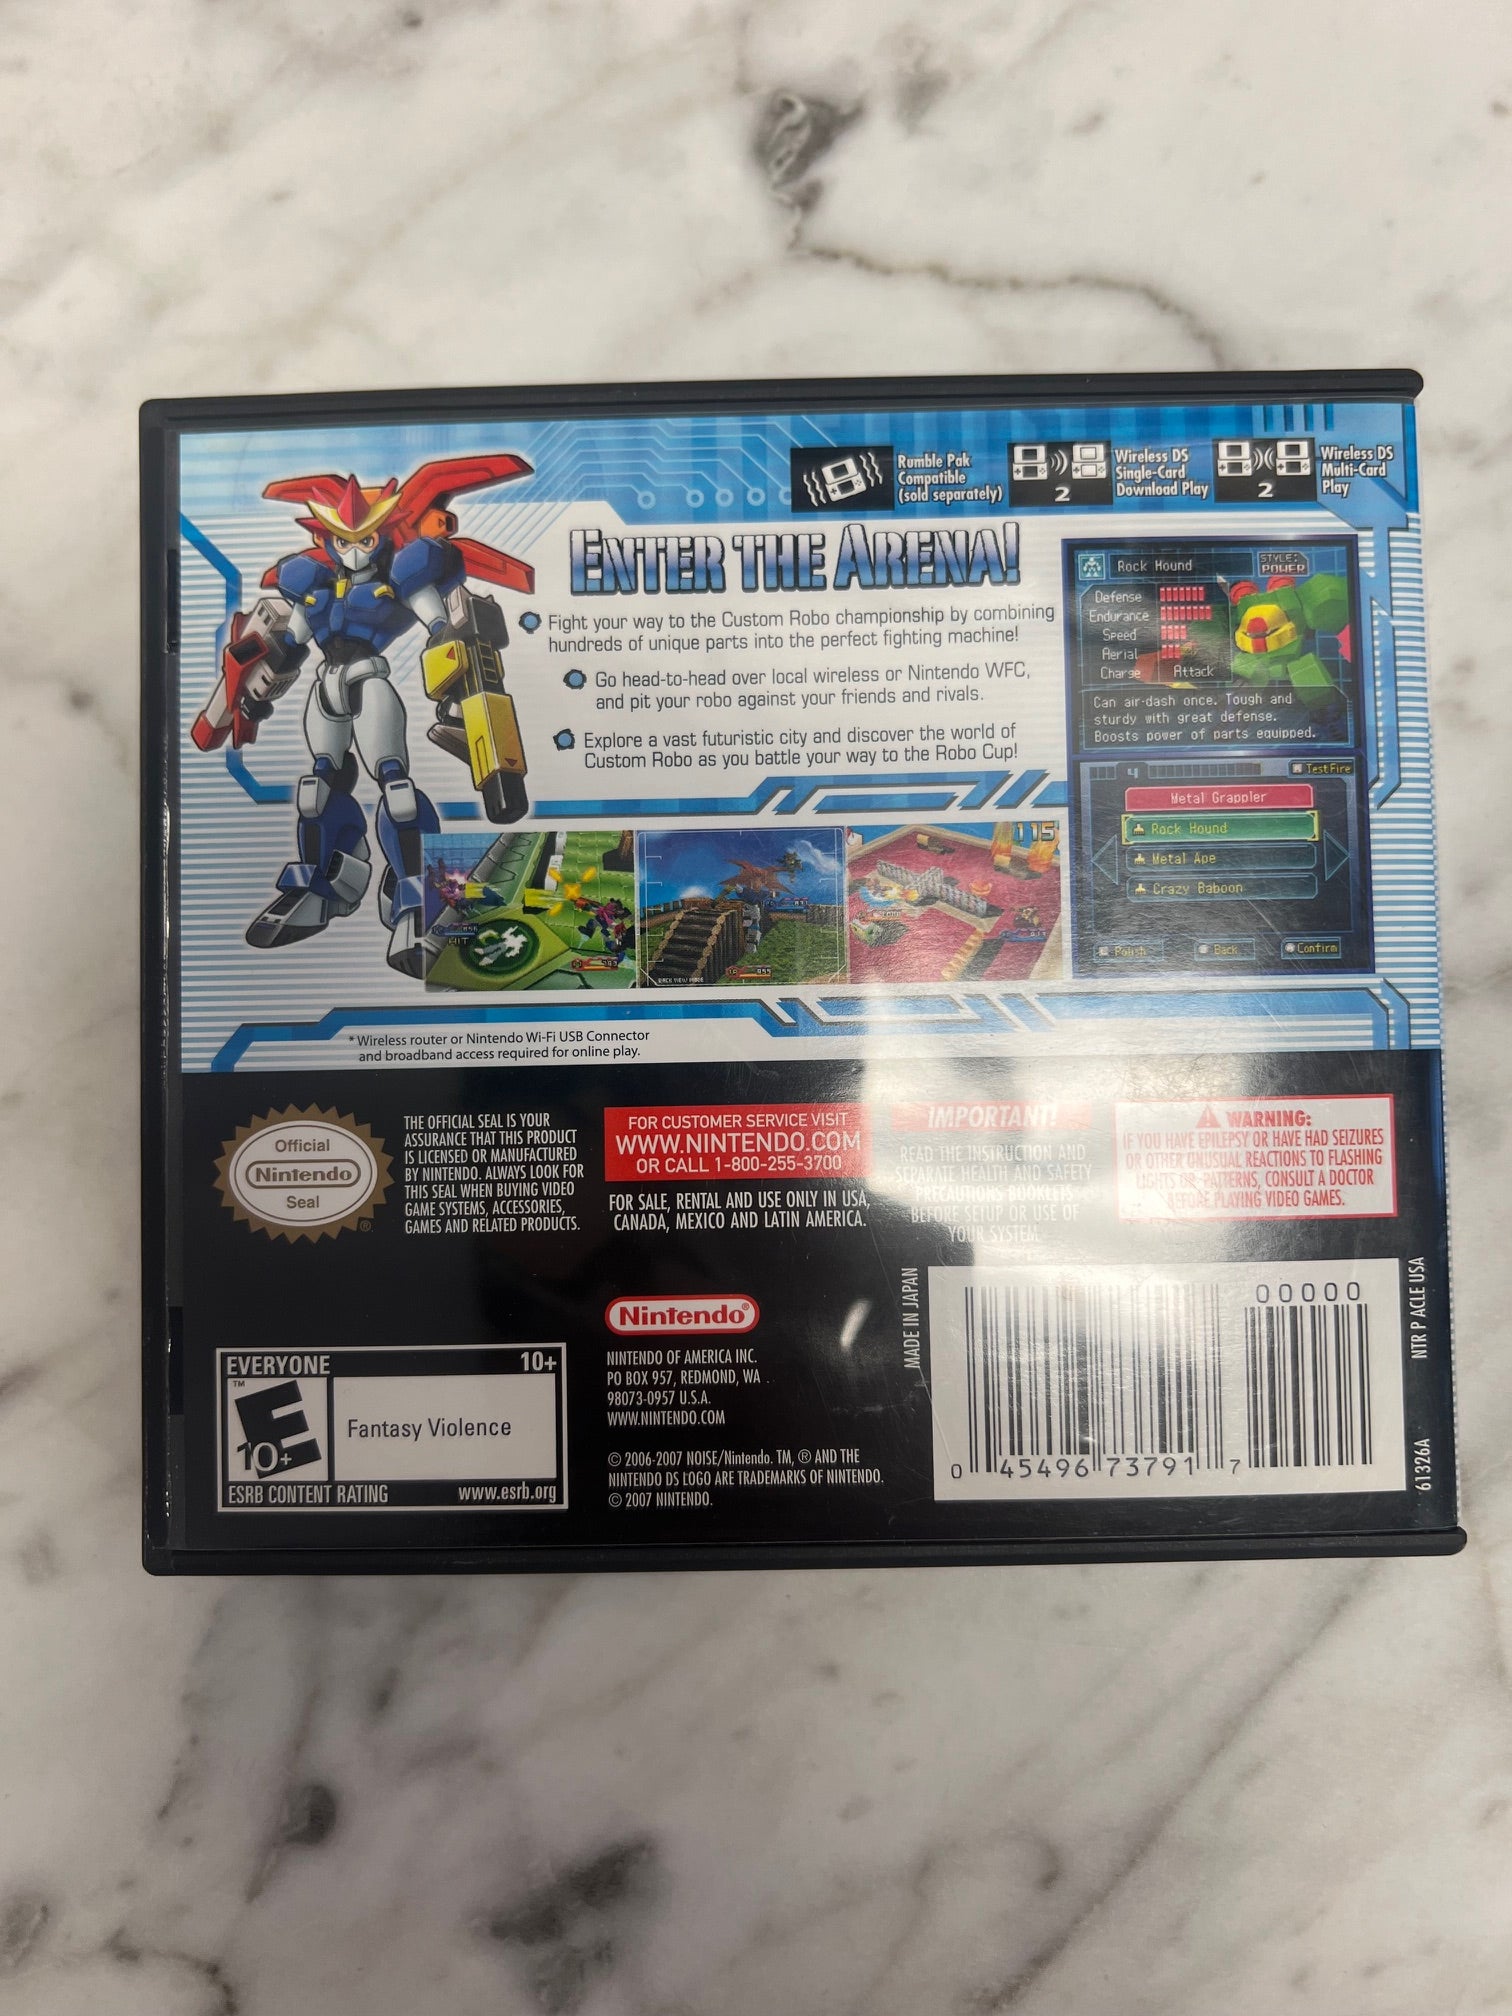 Rumble Pak
Compatible
(sold separately)
2
Wireless DS
Single-Card
Download Play
2
Wireless DS
Multi-Card
Play
ENTER THE ARENA!
Fight your way to the Custom Robo championship by combining
hundreds of unique parts into the perfect fighting machine!
Go head-to-head over local wireless or Nintendo WFC,
and pit your robo against your friends and rivals.
Explore a vast futuristic city and discover the world of
Custom Robo as you battle your way to the Robo Cup!
Rock Hound
STYLE:
POWER
Defense
Endurance
Speed
Aerial
Charge Attack
Can air-dash once. Tough and
sturdy with great defense.
Boosts power of parts equipped.
4
Test Fire
Metal Grappler
Rock Hound
Metal Ape
Crazy Baboon
Polish
Back
Confirm
HIT
115
* Wireless router or Nintendo Wi-Fi USB Connector
and broadband access required for online play.
Official
Nintendo
Seal
®
THE OFFICIAL SEAL IS YOUR
ASSURANCE THAT THIS PRODUCT
IS LICENSED OR MANUFACTURED
BY NINTENDO. ALWAYS LOOK FOR
THIS SEAL WHEN BUYING VIDEO
GAME SYSTEMS, ACCESSORIES,
GAMES AND RELATED PRODUCTS.
FOR CUSTOMER SERVICE VISIT
WWW.NINTENDO.COM
OR CALL 1-800-255-3700
FOR SALE, RENTAL AND USE ONLY IN USA,
CANADA, MEXICO AND LATIN AMERICA.
IMPORTANT!
READ THE INSTRUCTION AND
SEPARATE HEALTH AND SAFETY
PRECAUTIONS BOOKLETS
BEFORE SETUP OR USE OF
YOUR SYSTEM.
WARNING:
IF YOU HAVE EPILEPSY OR HAVE HAD SEIZURES
OR OTHER UNUSUAL REACTIONS TO FLASHING
LIGHTS OR PATTERNS, CONSULT A DOCTOR
BEFORE PLAYING VIDEO GAMES.
EVERYONE 10+
TM
E
10+
Fantasy Violence
ESRB CONTENT RATING www.esrb.org
Nintendo®
NINTENDO OF AMERICA INC.
PO BOX 957, REDMOND, WA
98073-0957 U.S.A.
WWW.NINTENDO.COM
© 2006-2007 NOISE/Nintendo. TM, ® AND THE
NINTENDO DS LOGO ARE TRADEMARKS OF NINTENDO.
© 2007 NINTENDO.
MADE IN JAPAN
00000
0 45496 73791 7
NTR P ACLE USA
61326A